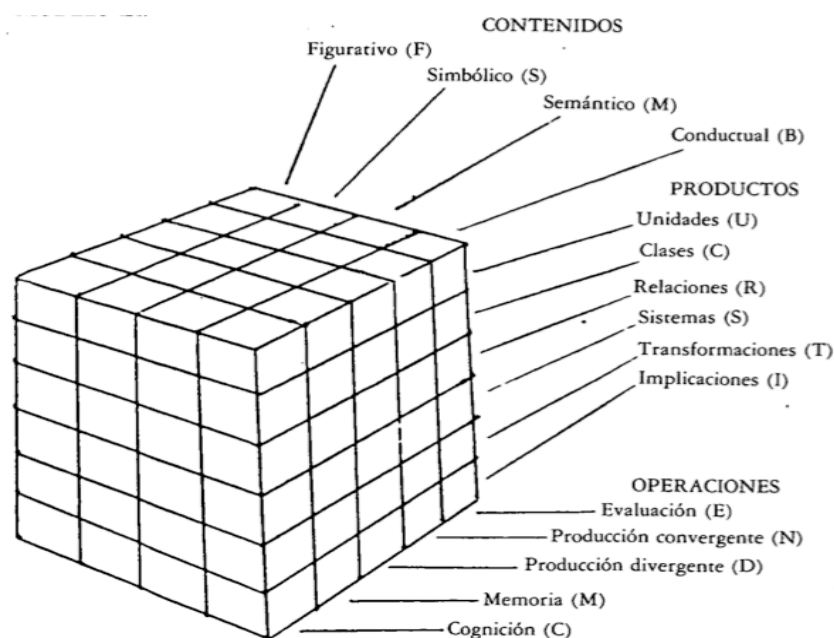 CONTENIDOS
Figurativo (F)
Simbólico (S)
Semántico (M)
Conductual (B)
PRODUCTOS
Unidades (U)
Clases (C)
Relaciones (R)
Sistemas (S)
Transformaciones (T)
Implicaciones (I)
OPERACIONES
Evaluación (E)
Producción convergente (N)
Producción divergente (D)
Memoria (M)
Cognición (C)